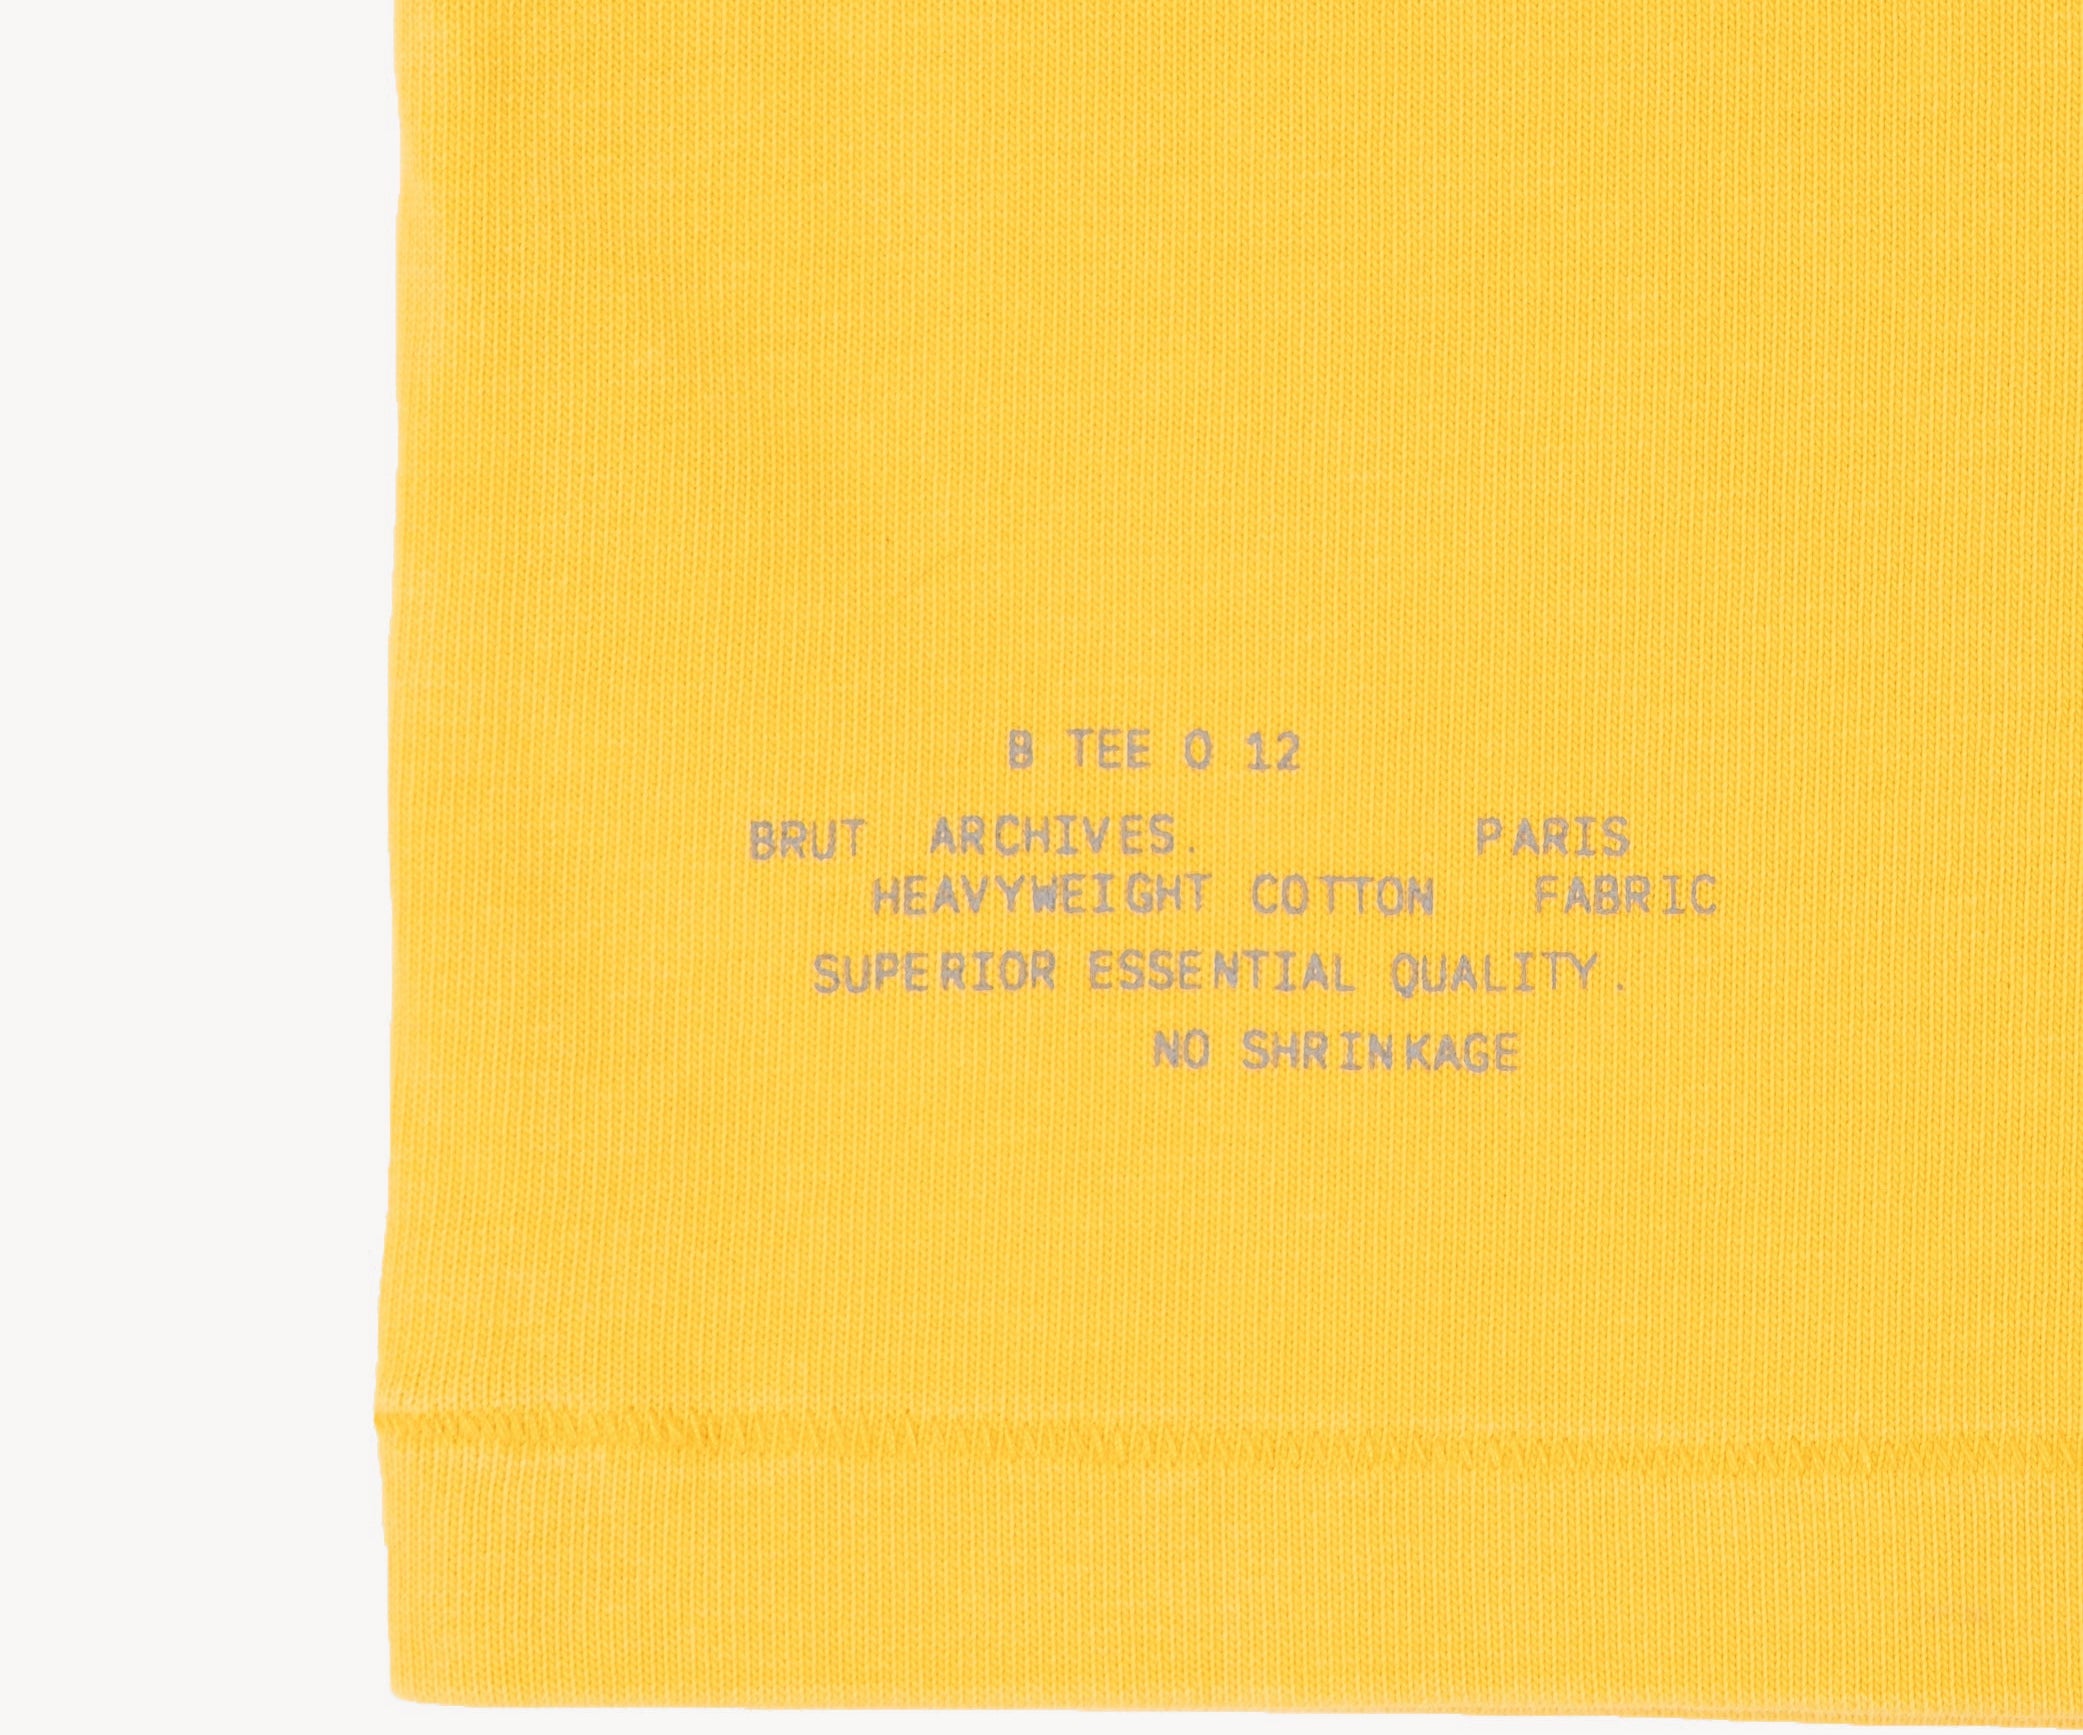 B TEE O 12
BRUT ARCHIVES. PARIS
HEAVYWEIGHT COTTON FABRIC
SUPERIOR ESSENTIAL QUALITY.
NO SHRINKAGE